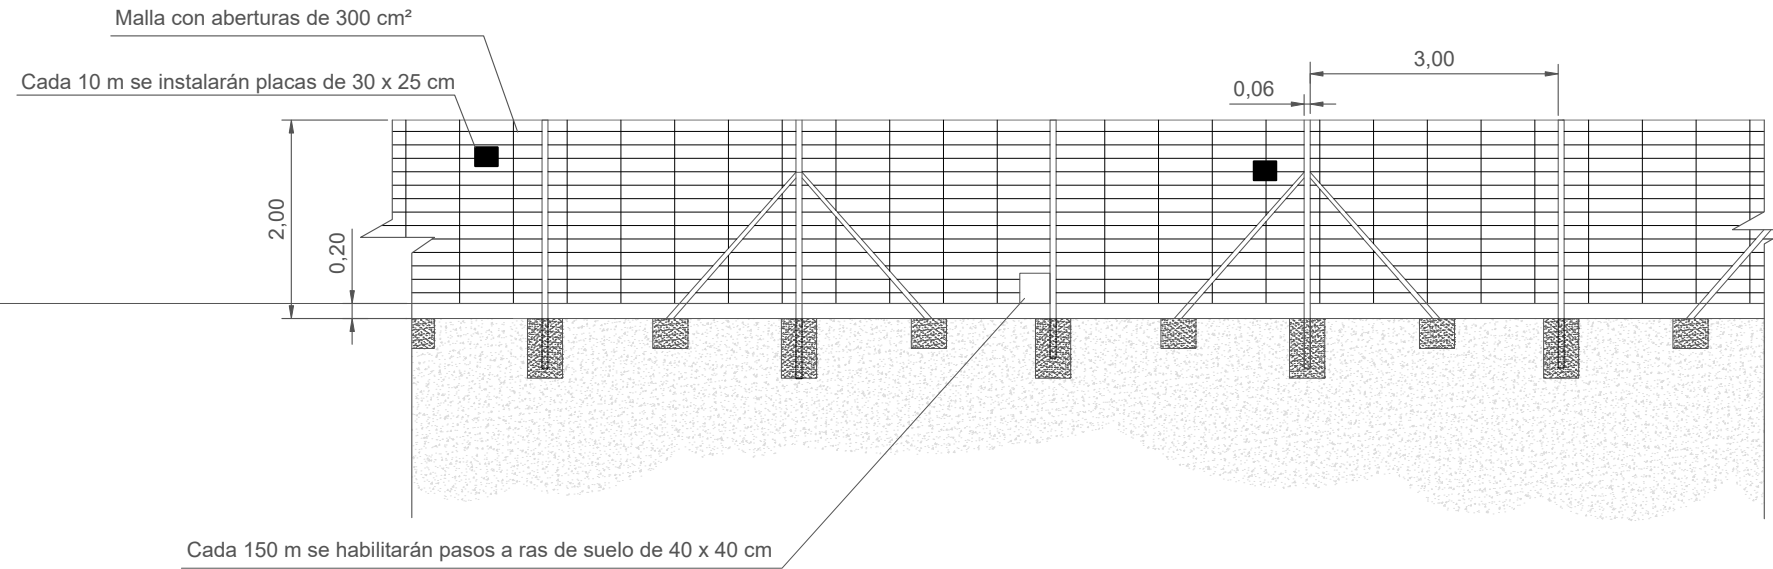 Malla con aberturas de 300 cm²
Cada 10 m se instalarán placas de 30 x 25 cm
3,00
0,06
2,00
0,20
Cada 150 m se habilitarán pasos a ras de suelo de 40 x 40 cm